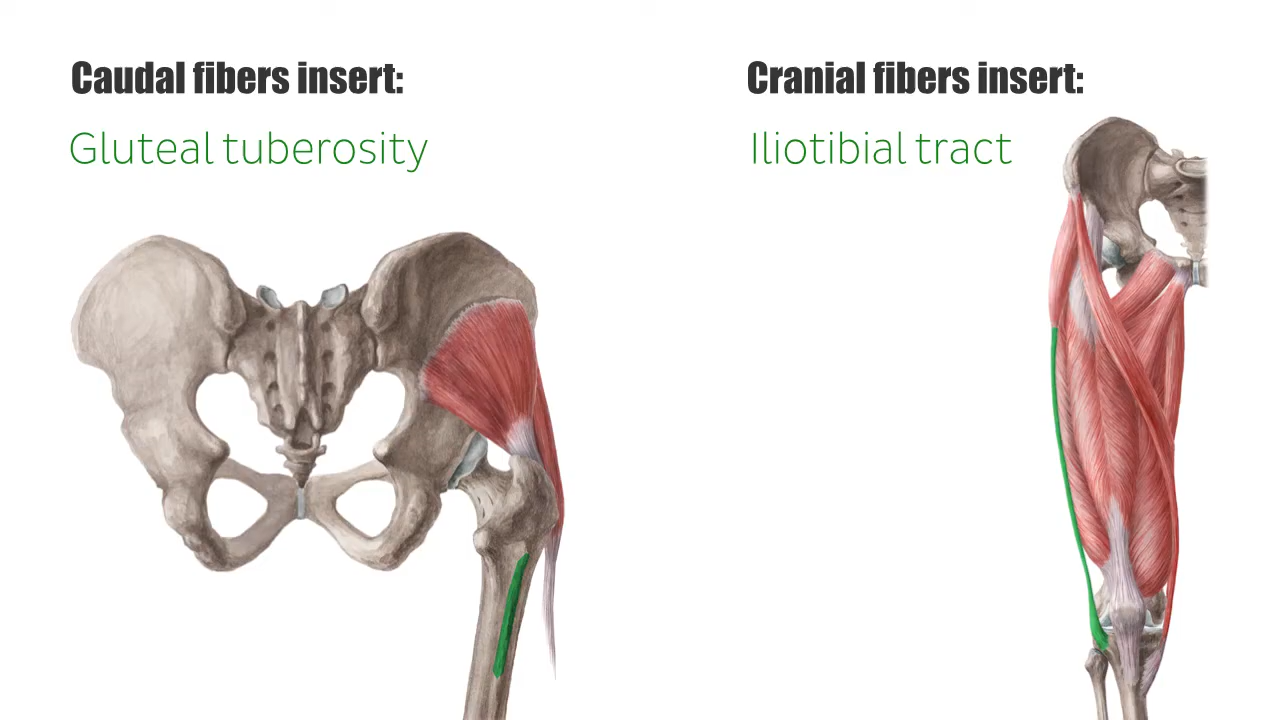 Caudal fibers insert:
Gluteal tuberosity
Cranial fibers insert:
Iliotibial tract